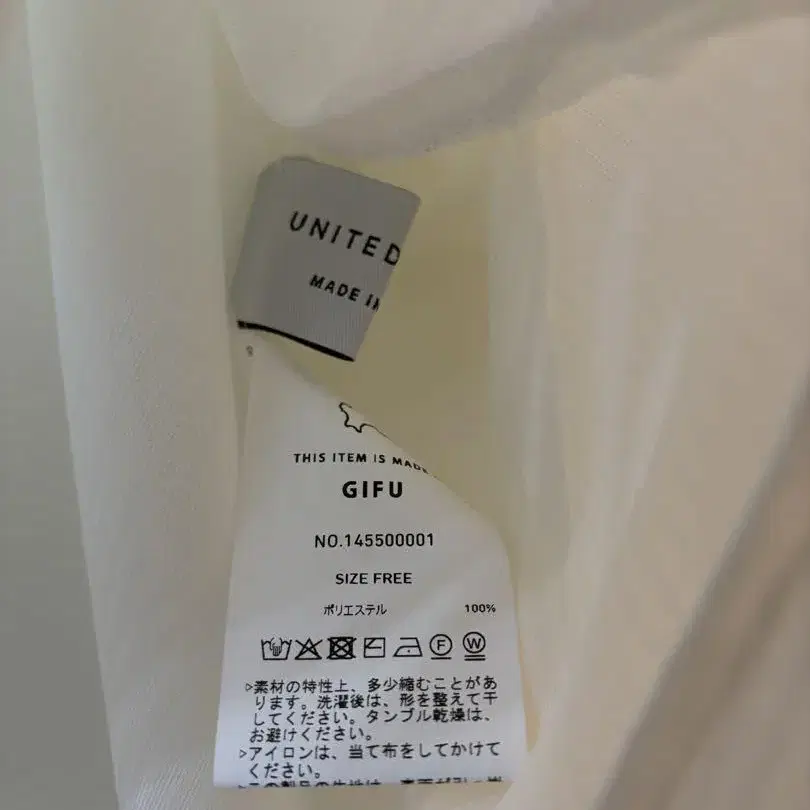 UNITED
MADE IN
THIS ITEM IS MADE
GIFU
NO.145500001
SIZE FREE
ポリエステル 100%
F W
▷素材の特性上、多少縮むことがあ
ります。洗濯後は、形を整えて干
してください。タンブル乾燥は、
お避けください。
▷アイロンは、当て布をしてかけて
ください。